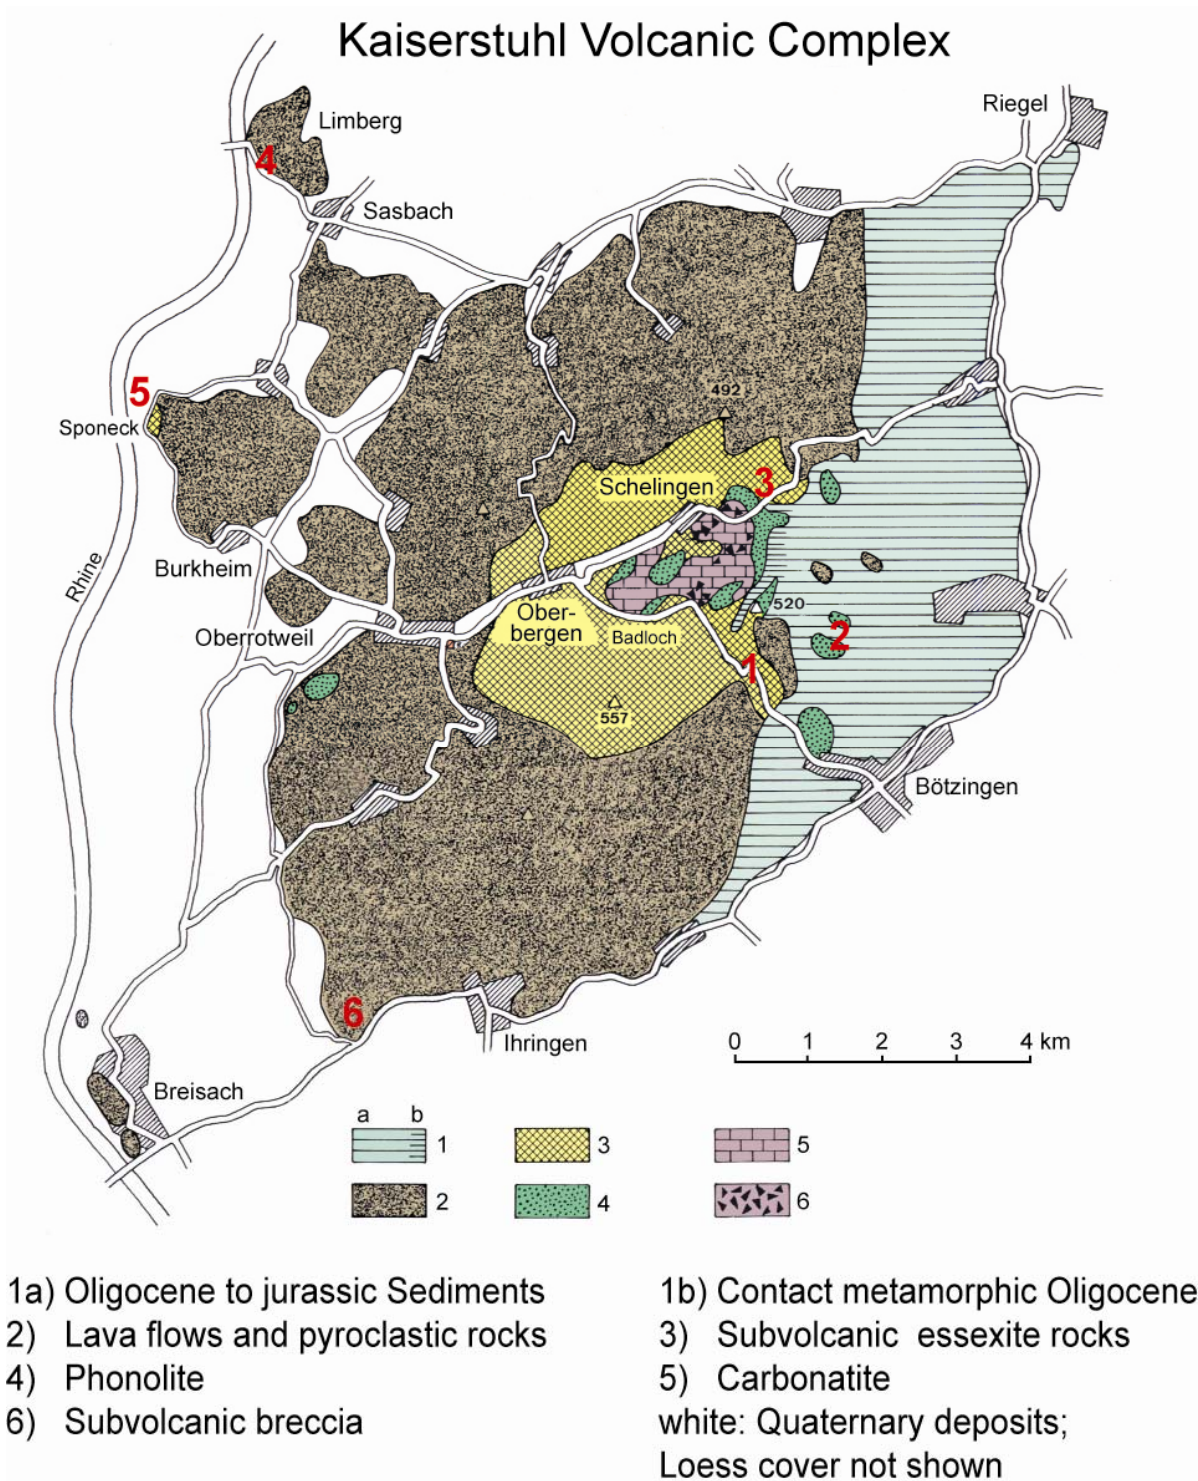 Kaiserstuhl Volcanic Complex
Riegel
Limberg
4
Sasbach
5
492
Sponeck
3
Schelingen
Rhine
Burkheim
520
Ober-
bergen
Badloch
2
Oberrotweil
1
557
Bötzingen
6
Ihringen
0 1 2 3 4 km
Breisach
a b
1 3 5
2 4 6
1a) Oligocene to jurassic Sediments
1b) Contact metamorphic Oligocene
2) Lava flows and pyroclastic rocks
3) Subvolcanic essexite rocks
4) Phonolite
5) Carbonatite
6) Subvolcanic breccia
white: Quaternary deposits;
Loess cover not shown